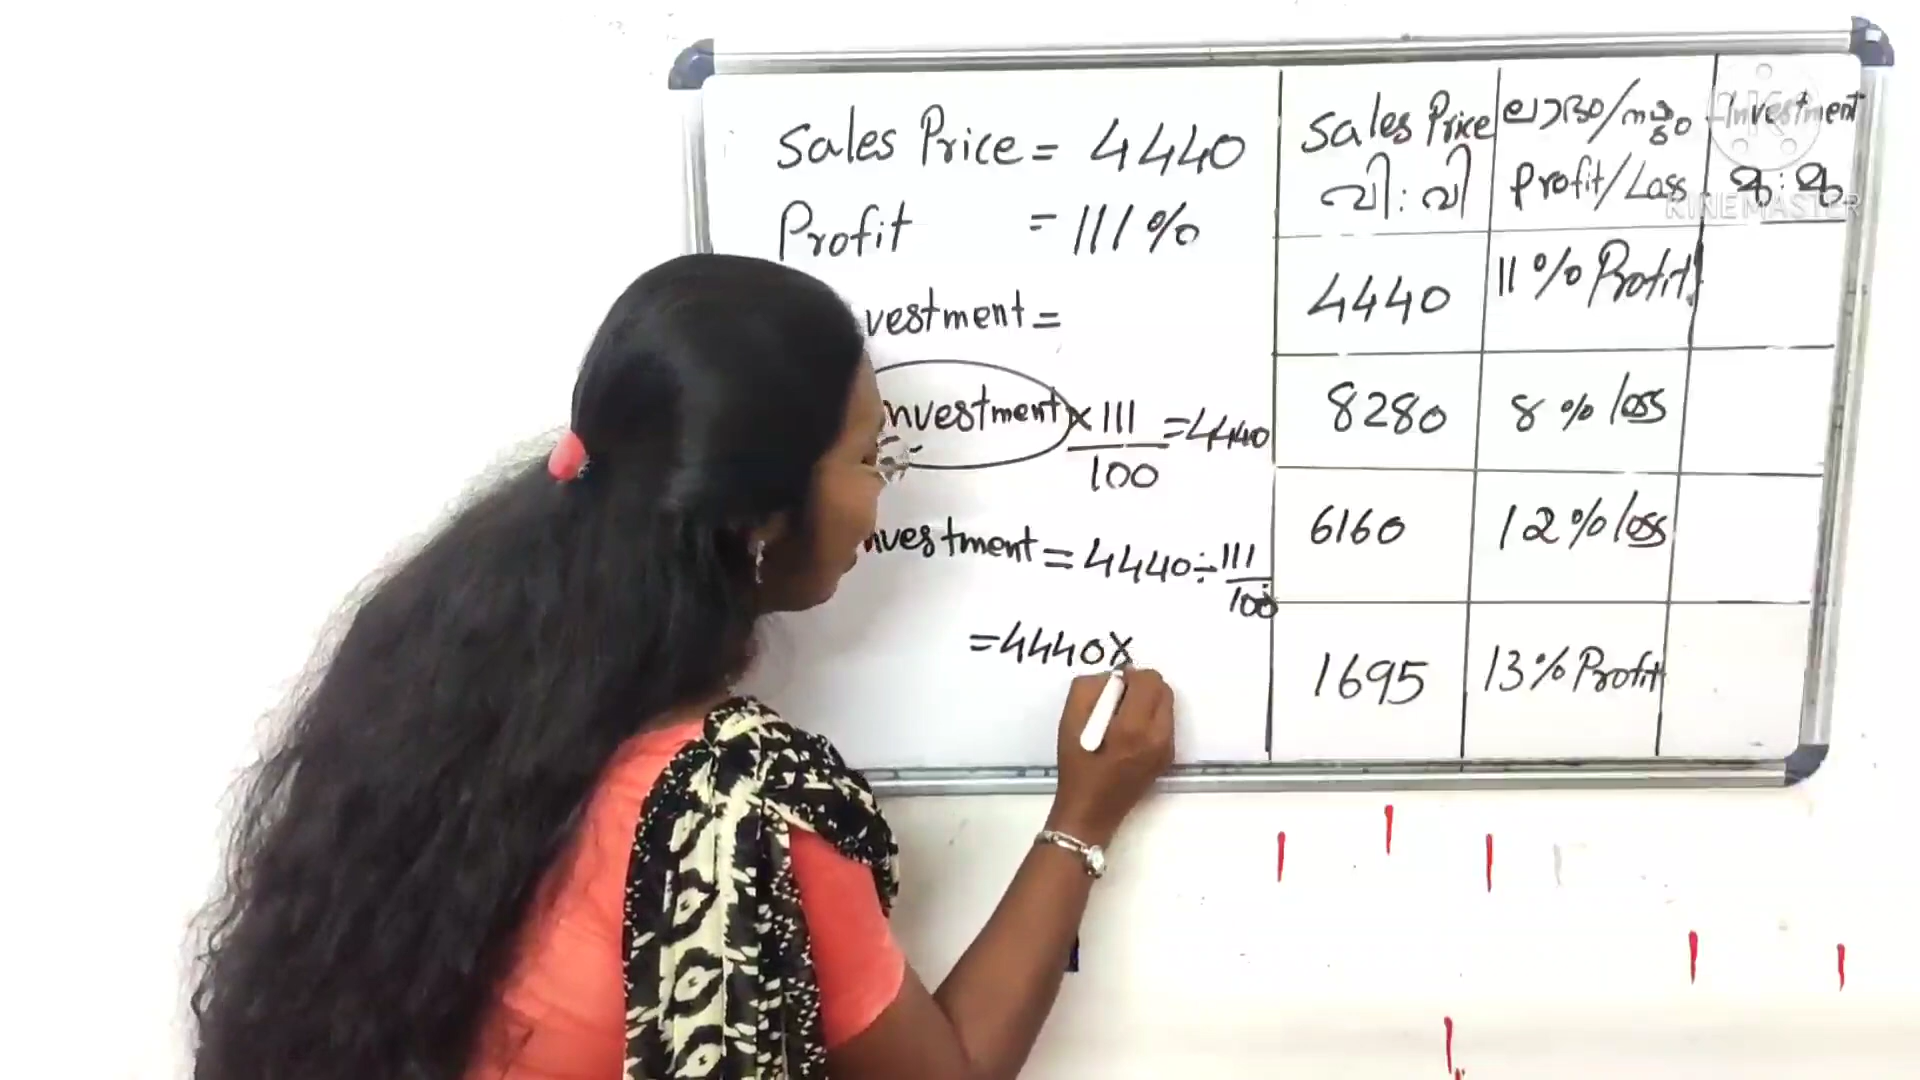 Sales Price = 4440
Profit = 111%
vestment =
nvestment × 111/100 = 4440
nvestment = 4440 ÷ 111/100
= 4440 ×
Sales Price
വി : വി
ലാഭം/നഷ്ടം
Profit/Loss
Investment
മു : മു
4440
11% Profit
8280
8% loss
6160
12% loss
1695
13% Profit
KINEMASTER